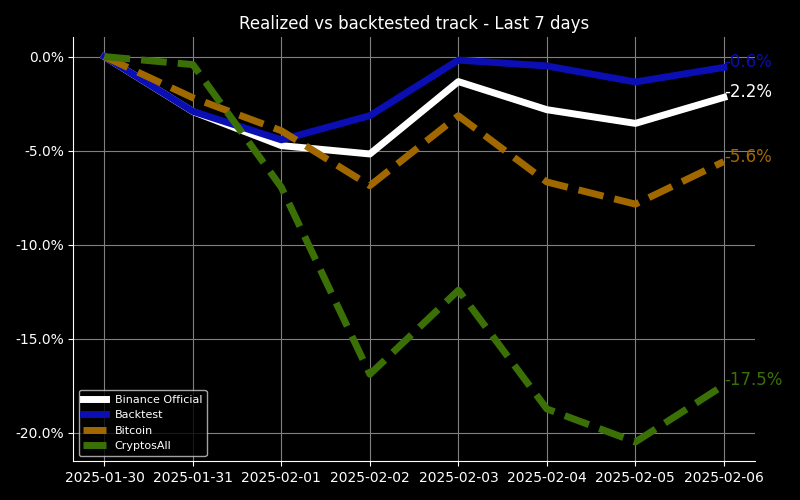 Realized vs backtested track - Last 7 days
0.0%
-5.0%
-10.0%
-15.0%
-20.0%
-0.6%
-2.2%
-5.6%
-17.5%
Binance Official
Backtest
Bitcoin
CryptosAll
2025-01-30 2025-01-31 2025-02-01 2025-02-02 2025-02-03 2025-02-04 2025-02-05 2025-02-06